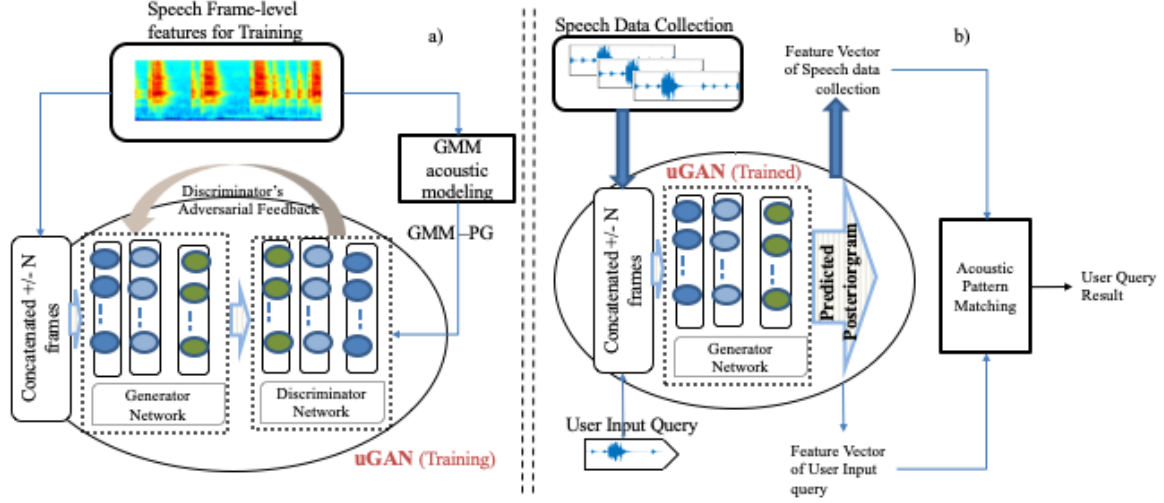 Speech Frame-level
features for Training
a)
GMM
acoustic
modeling
Discriminator's
Adversarial Feedback
GMM –PG
Concatenated +/- N
frames
Generator
Network
Discriminator
Network
uGAN (Training)
Speech Data Collection
b)
Feature Vector
of Speech data
collection
uGAN (Trained)
Concatenated +/- N
frames
Generator
Network
Predicted
Posteriorgram
Acoustic
Pattern
Matching
User Query
Result
User Input Query
Feature Vector
of User Input
query